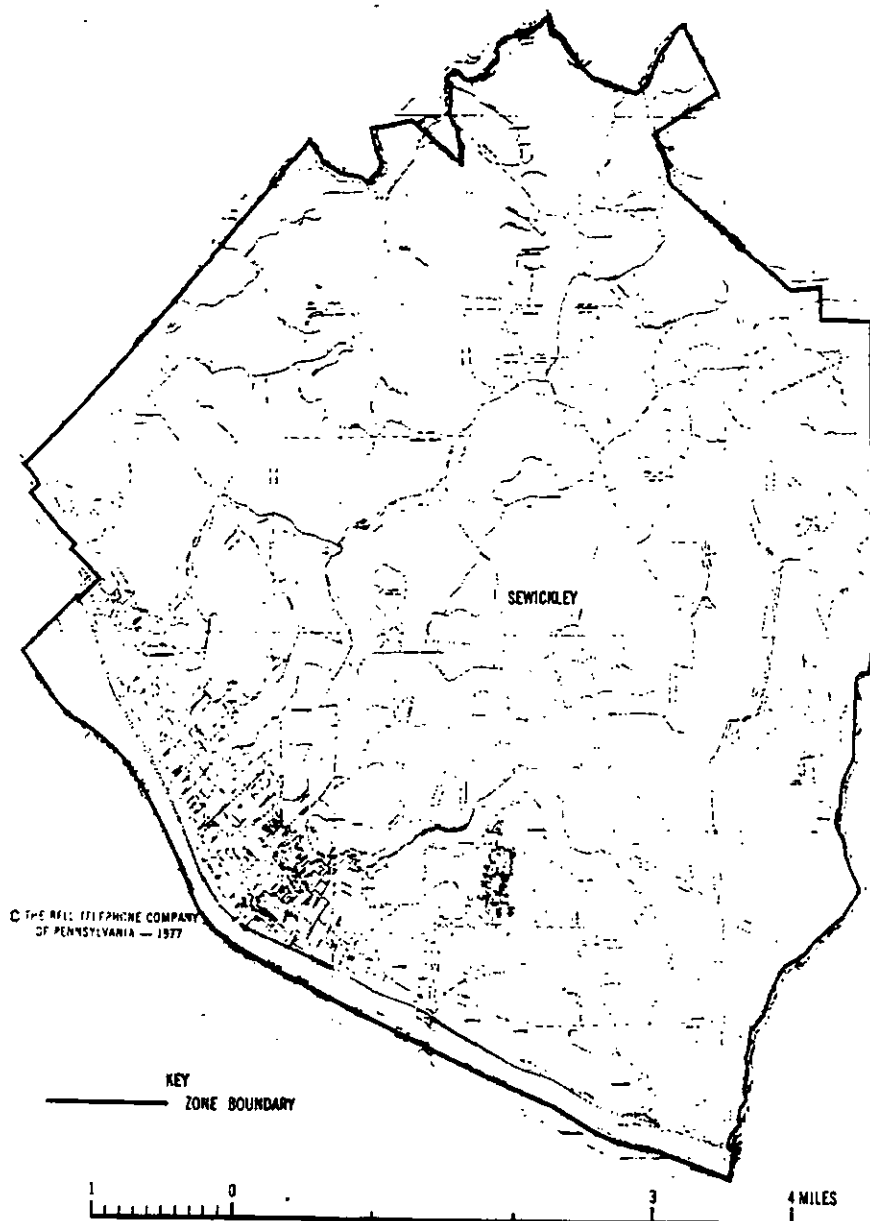 SEWICKLEY
© THE BELL TELEPHONE COMPANY
OF PENNSYLVANIA — 1977
KEY
ZONE BOUNDARY
1 0 3 4 MILES